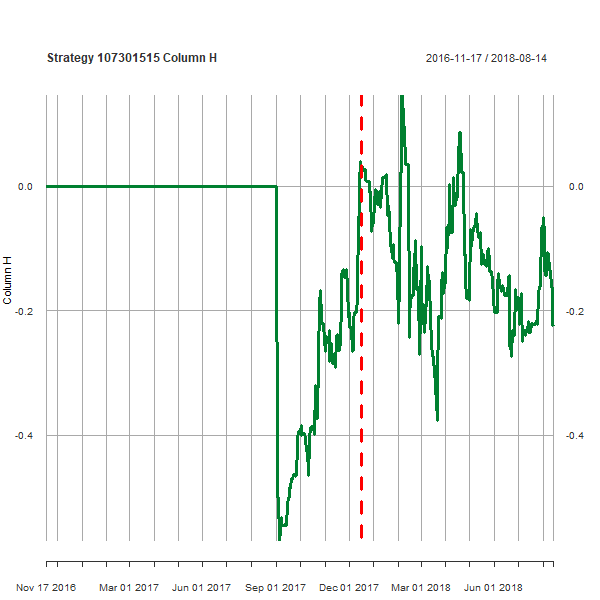 Strategy 107301515 Column H
2016-11-17 / 2018-08-14
0.0 0.0
-0.2 -0.2
-0.4 -0.4
Column H
Nov 17 2016 Mar 01 2017 Jun 01 2017 Sep 01 2017 Dec 01 2017 Mar 01 2018 Jun 01 2018